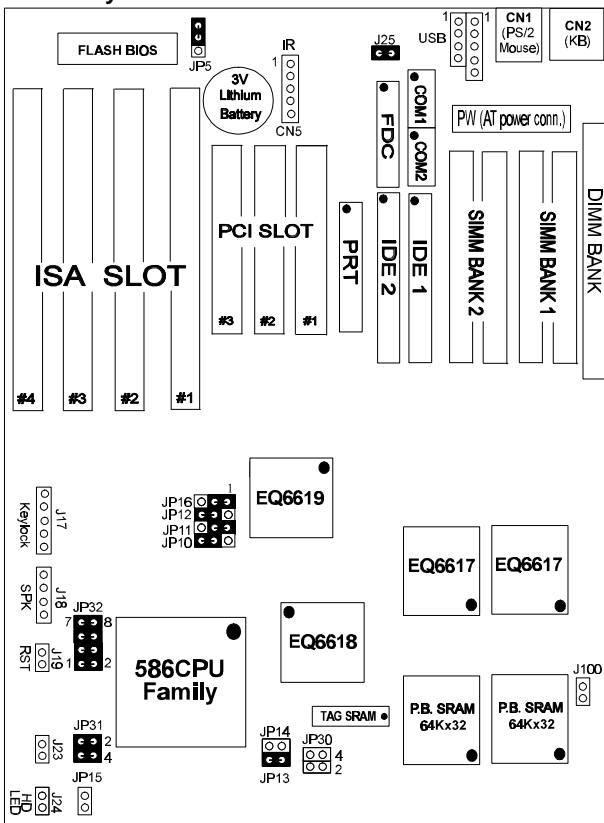 FLASH BIOS
JP5
IR
1
CN5
3V
Lithium
Battery
J25
USB
1
1
CN1
(PS/2
Mouse)
CN2
(KB)
COM1
COM2
FDC
PW (AT power conn.)
DIMM BANK
SIMM BANK 2
SIMM BANK 1
ISA SLOT
#4
#3
#2
#1
PCI SLOT
#3
#2
#1
PRT
IDE 2
IDE 1
J17
Keylock
1
JP16
JP12
JP11
JP10
EQ6619
EQ6617
EQ6617
J18
SPK
JP32
7
8
1
2
J19
RST
586CPU
Family
EQ6618
J100
TAG SRAM
P.B. SRAM
64Kx32
P.B. SRAM
64Kx32
J23
JP31
2
4
JP14
JP13
JP30
4
2
J24
HD
LED
JP15